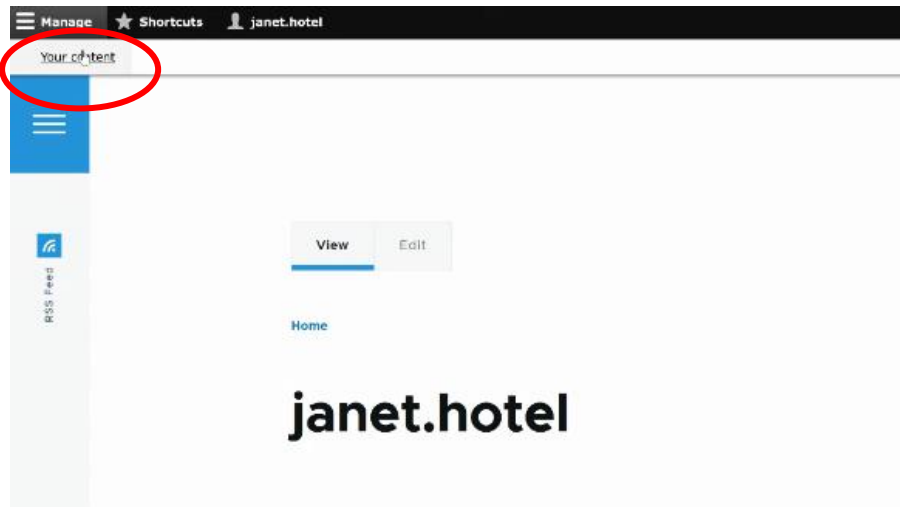 Manage Shortcuts janet.hotel
Your content
View Edit
RSS Feed
Home
janet.hotel